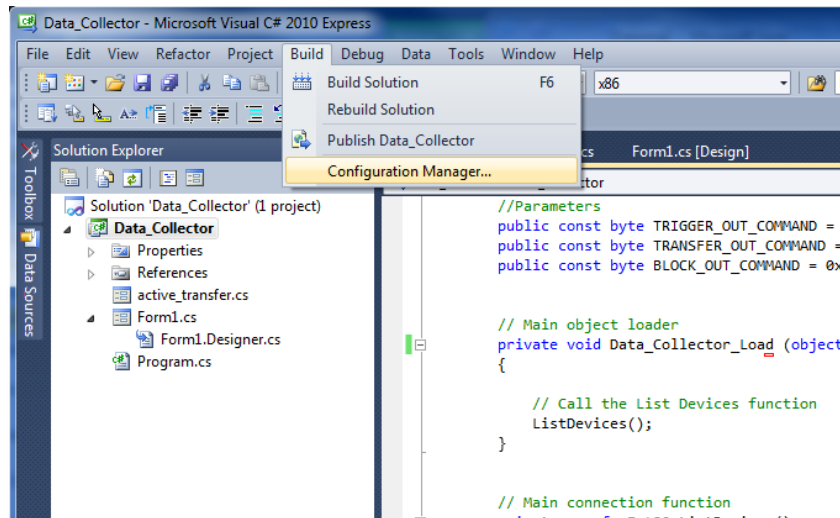 Data_Collector - Microsoft Visual C# 2010 Express
File Edit View Refactor Project Build Debug Data Tools Window Help
Build Solution F6
x86
Rebuild Solution
Publish Data_Collector
Configuration Manager...
Solution Explorer
Form1.cs [Design]
Toolbox
Data Sources
Solution 'Data_Collector' (1 project)
Data_Collector
Properties
References
active_transfer.cs
Form1.cs
Form1.Designer.cs
Program.cs
//Parameters
public const byte TRIGGER_OUT_COMMAND =
public const byte TRANSFER_OUT_COMMAND =
public const byte BLOCK_OUT_COMMAND = 0x
// Main object loader
private void Data_Collector_Load (object
{
// Call the List Devices function
ListDevices();
}
// Main connection function